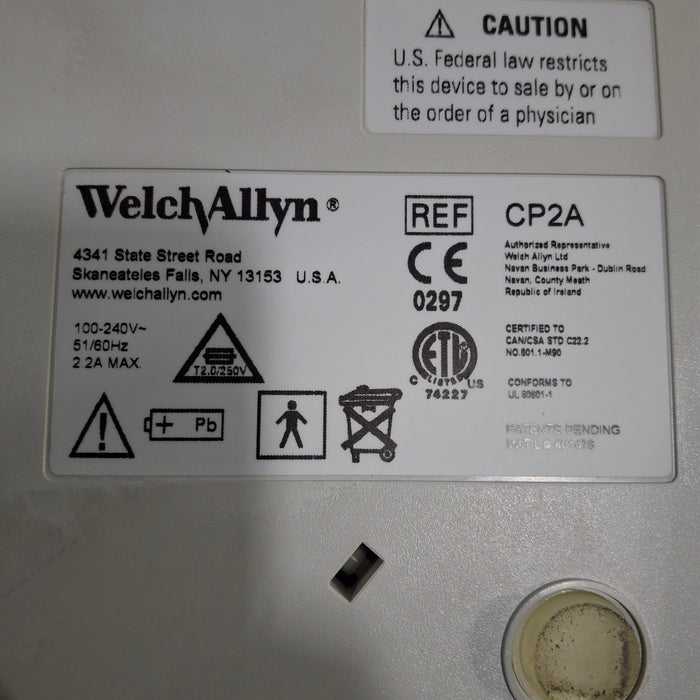 CAUTION
U.S. Federal law restricts
this device to sale by or on
the order of a physician
WelchAllyn®
4341 State Street Road
Skaneateles Falls, NY 13153 U.S.A.
www.welchallyn.com
100-240V~
51/60Hz
2 2A MAX.
T2.0/250V
Pb
REF CP2A
CE
0297
ETL
C LISTED US
74227
Authorized Representative
Welch Allyn Ltd
Navan Business Park - Dublin Road
Navan, County Meath
Republic of Ireland
CERTIFIED TO
CAN/CSA STD C22.2
NO.601.1-M90
CONFORMS TO
UL 60601-1
PATENTS PENDING